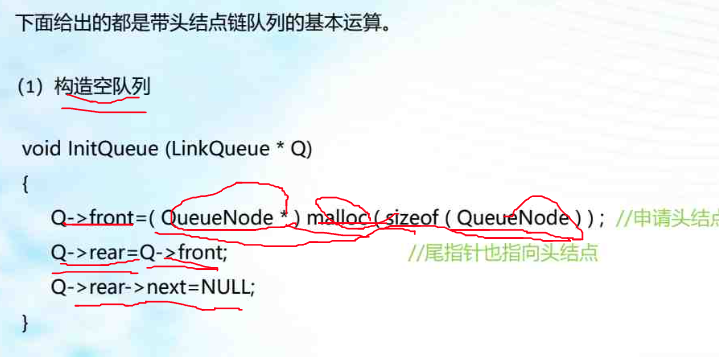 下面给出的都是带头结点链队列的基本运算。
(1) 构造空队列
void InitQueue (LinkQueue * Q)
{
Q->front=( QueueNode * ) malloc ( sizeof ( QueueNode ) ) ; //申请头结点
Q->rear=Q->front; //尾指针也指向头结点
Q->rear->next=NULL;
}